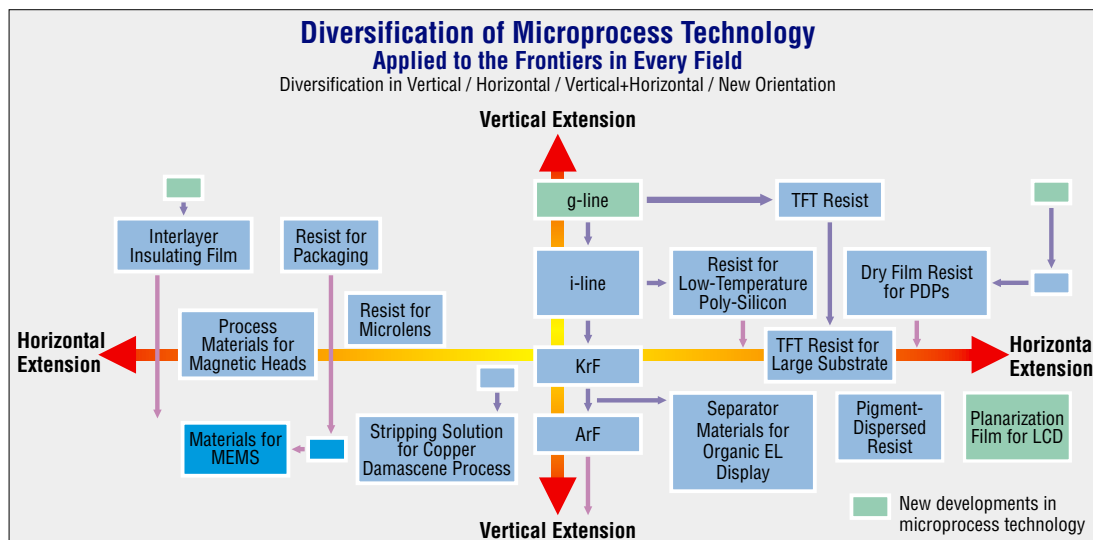 Diversification of Microprocess Technology
Applied to the Frontiers in Every Field
Diversification in Vertical / Horizontal / Vertical+Horizontal / New Orientation
Vertical Extension
g-line
TFT Resist
Interlayer
Insulating Film
Resist for
Packaging
i-line
Resist for
Low-Temperature
Poly-Silicon
Dry Film Resist
for PDPs
Resist for
Microlens
Horizontal
Extension
Process
Materials for
Magnetic Heads
KrF
TFT Resist for
Large Substrate
Horizontal
Extension
Materials for
MEMS
Stripping Solution
for Copper
Damascene Process
ArF
Separator
Materials for
Organic EL
Display
Pigment-
Dispersed
Resist
Planarization
Film for LCD
Vertical Extension
New developments in
microprocess technology